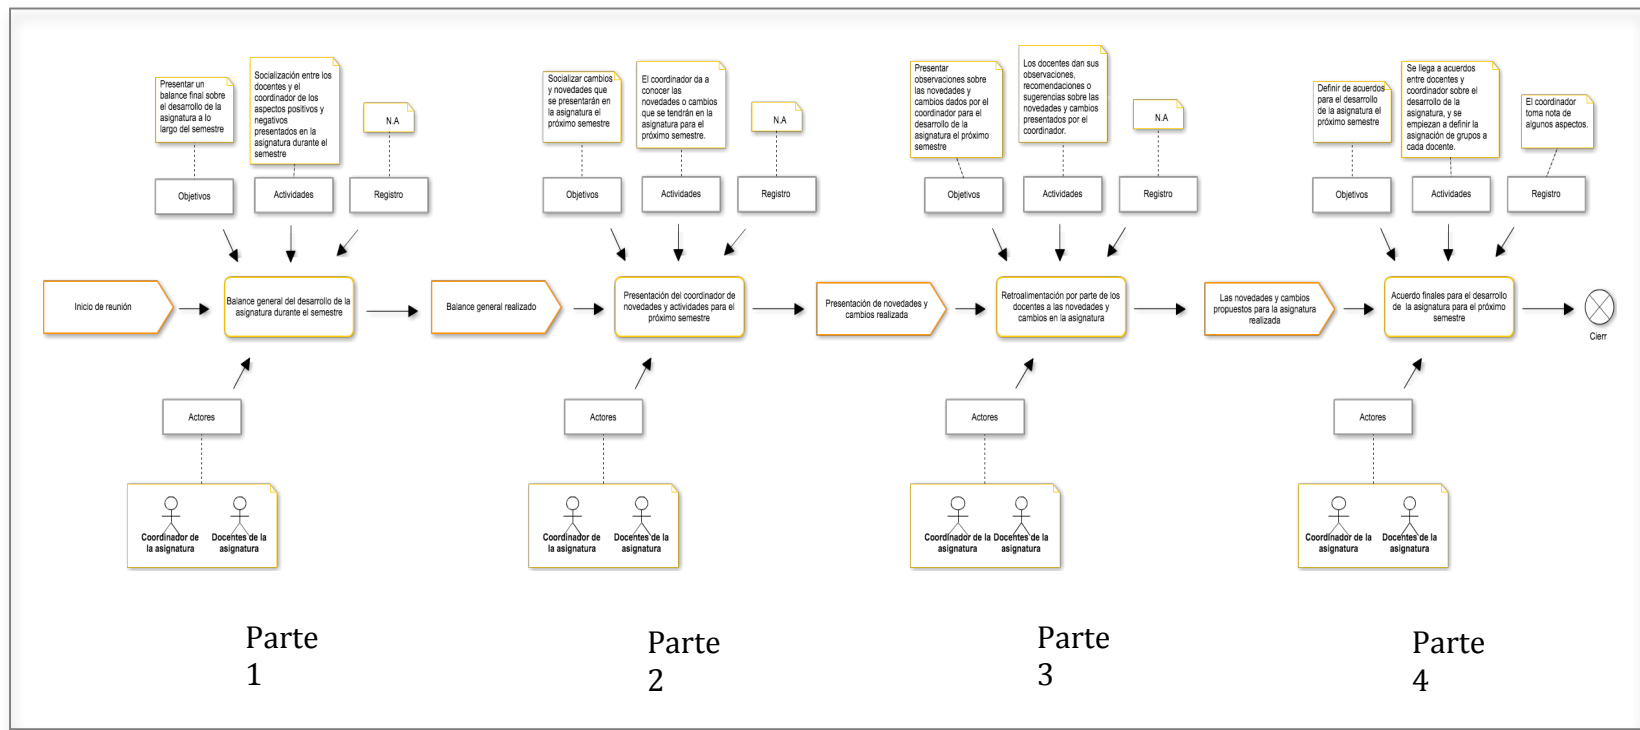 Presentar un
balance final sobre
el desarrollo de la
asignatura a lo
largo del semestre
Socialización entre los
docentes y el
coordinador de los
aspectos positivos y
negativos
presentados en la
asignatura durante el
semestre
N.A
Objetivos
Actividades
Registro
Inicio de reunión
Balance general del desarrollo de la
asignatura durante el semestre
Actores
Coordinador de
la asignatura
Docentes de la
asignatura
Parte
1
Socializar cambios
y novedades que
se presentarán en
la asignatura el
próximo semestre
El coordinador da a
conocer las
novedades o cambios
que se tendrán en la
asignatura para el
próximo semestre.
N.A
Objetivos
Actividades
Registro
Balance general realizado
Presentación del coordinador de
novedades y actividades para el
próximo semestre
Actores
Coordinador de
la asignatura
Docentes de la
asignatura
Parte
2
Presentar
observaciones sobre
las novedades y
cambios dados por el
coordinador para el
desarrollo de la
asignatura el próximo
semestre
Los docentes dan sus
observaciones,
recomendaciones o
sugerencias sobre las
novedades y cambios
presentados por el
coordinador.
N.A
Objetivos
Actividades
Registro
Presentación de novedades y
cambios realizada
Retroalimentación por parte de los
docentes a las novedades y
cambios en la asignatura
Actores
Coordinador de la
asignatura
Docentes de la
asignatura
Parte
3
Definir de acuerdos
para el desarrollo de
la asignatura el
próximo semestre
Se llega a acuerdos
entre docentes y
coordinador sobre el
desarrollo de la
asignatura, y se
empiezan a definir la
asignación de grupos a
cada docente.
El coordinador
toma nota de
algunos aspectos.
Objetivos
Actividades
Registro
Las novedades y cambios
propuestos para la asignatura
realizada
Acuerdo finales para el desarrollo
de la asignatura para el próximo
semestre
Cierr
Actores
Coordinador de la
asignatura
Docentes de la
asignatura
Parte
4